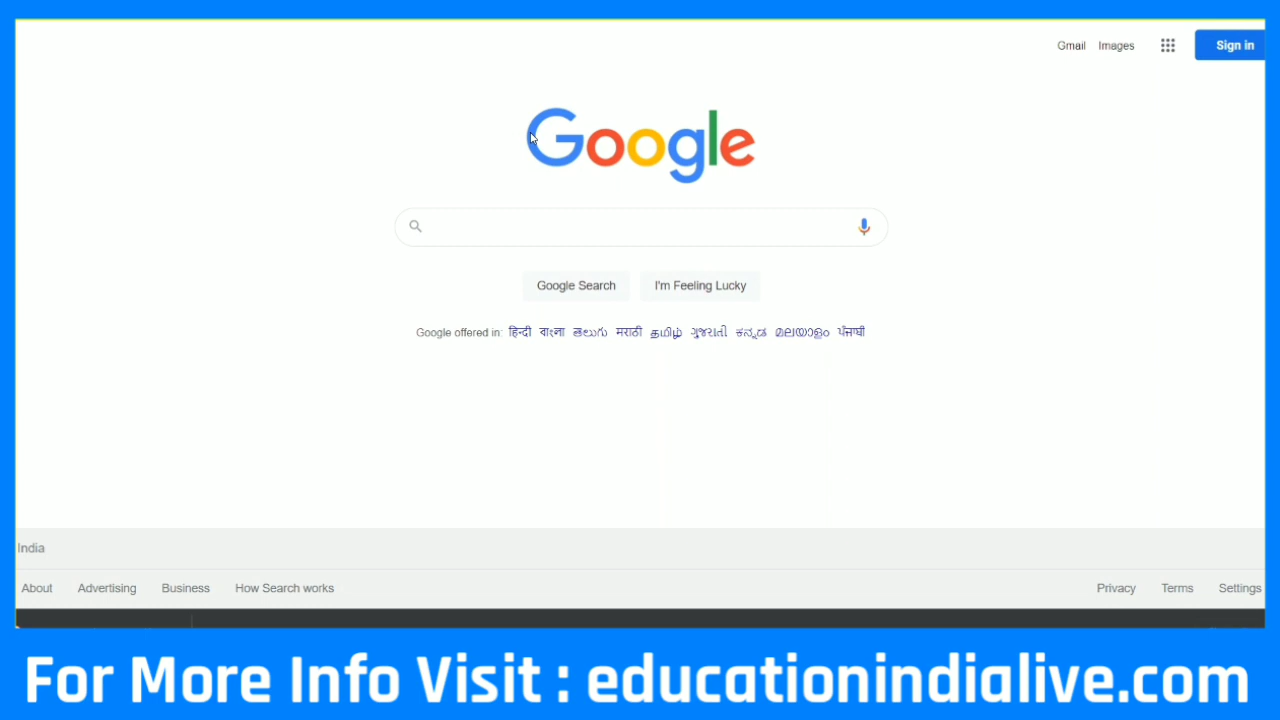 Gmail Images Sign in
Google
Google Search I'm Feeling Lucky
Google offered in: हिन्दी বাংলা తెలుగు मराठी தமிழ் ગુજરાતી ಕನ್ನಡ മലയാളം ਪੰਜਾਬੀ
India
About Advertising Business How Search works Privacy Terms Settings
For More Info Visit : educationindialive.com